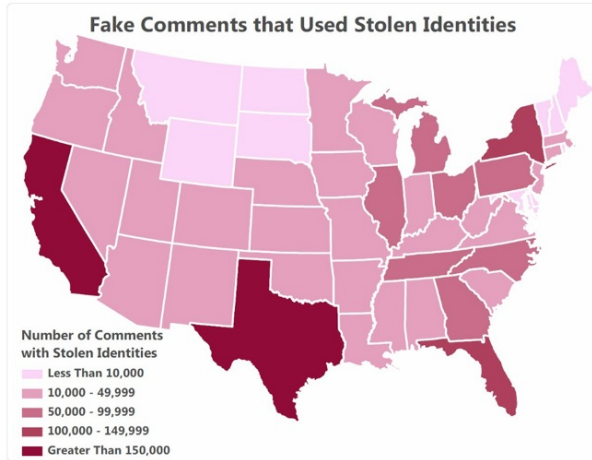 Fake Comments that Used Stolen Identities
Number of Comments
with Stolen Identities
Less Than 10,000
10,000 - 49,999
50,000 - 99,999
100,000 - 149,999
Greater Than 150,000